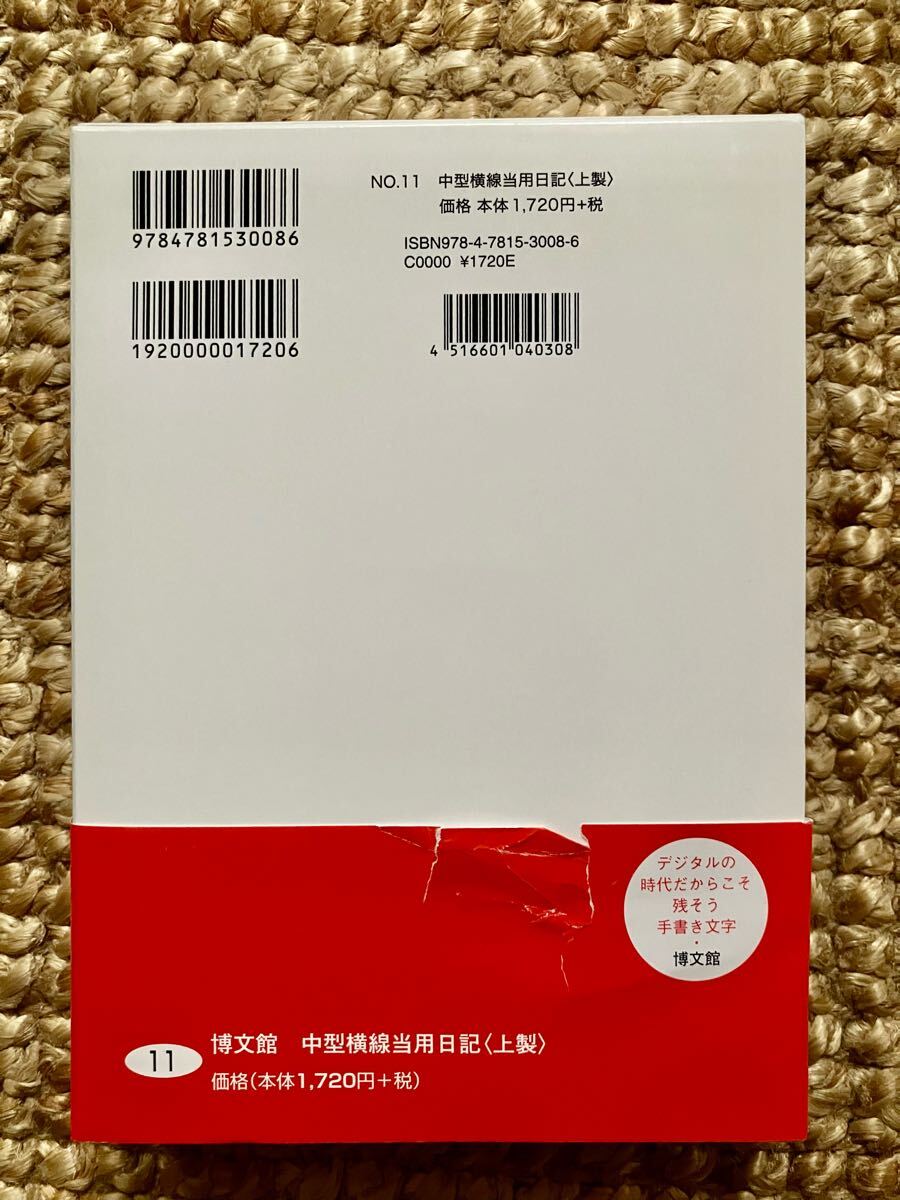 9784781530086
1920000017206
NO.11 中型横線当用日記〈上製〉
価格 本体1,720円+税
ISBN978-4-7815-3008-6
C0000 ¥1720E
4 516601 040308
デジタルの
時代だからこそ
残そう
手書き文字
・
博文館
11
博文館 中型横線当用日記〈上製〉
価格(本体1,720円+税)